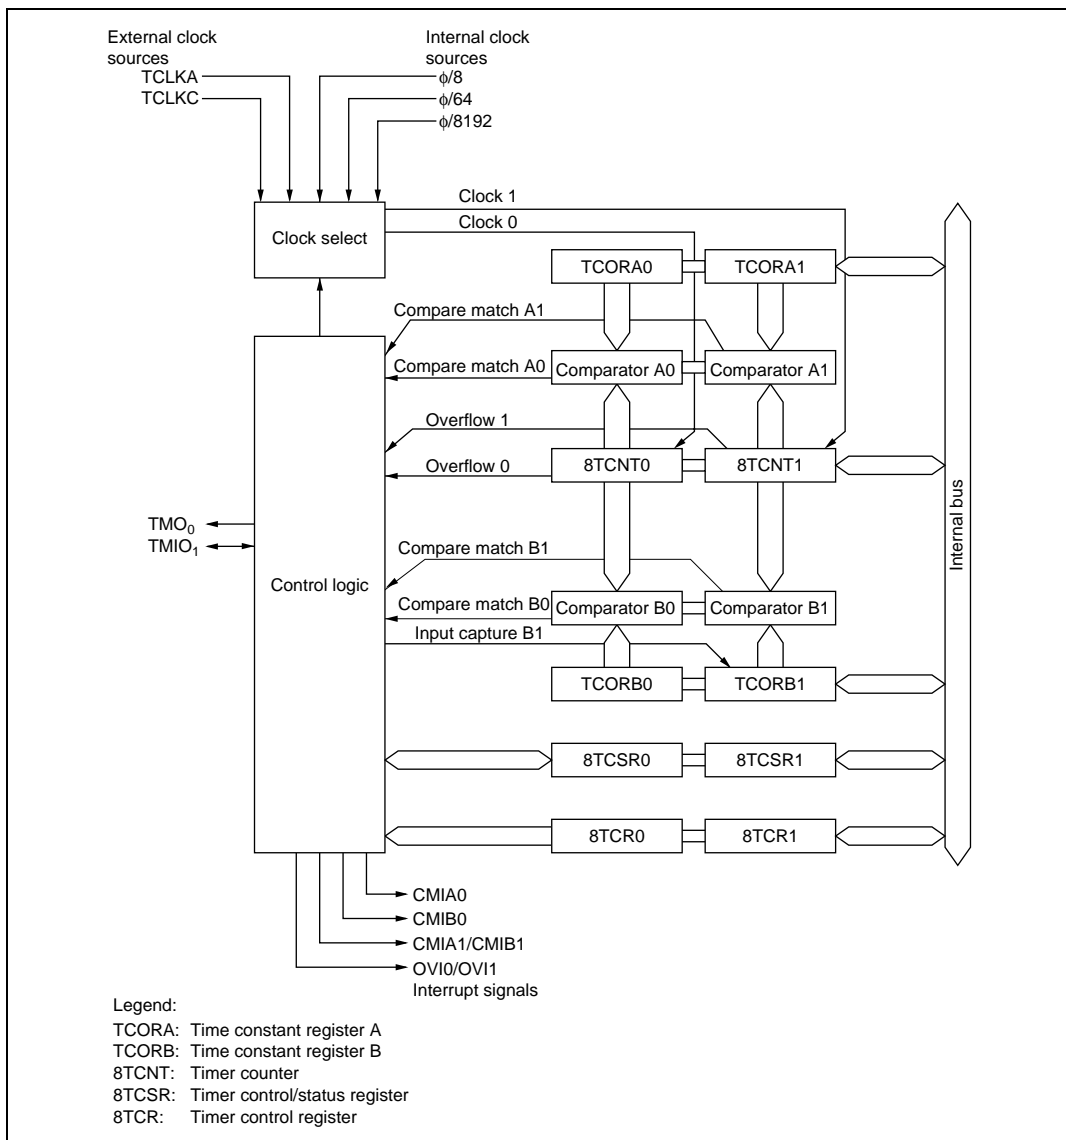 External clock
sources
TCLKA
TCLKC
Internal clock
sources
ϕ/8
ϕ/64
ϕ/8192
Clock 1
Clock 0
Clock select
TCORA0
TCORA1
Compare match A1
Compare match A0
Comparator A0
Comparator A1
Overflow 1
Overflow 0
8TCNT0
8TCNT1
Internal bus
TMO0
TMIO1
Control logic
Compare match B1
Compare match B0
Comparator B0
Comparator B1
Input capture B1
TCORB0
TCORB1
8TCSR0
8TCSR1
8TCR0
8TCR1
CMIA0
CMIB0
CMIA1/CMIB1
OVI0/OVI1
Interrupt signals
Legend:
TCORA: Time constant register A
TCORB: Time constant register B
8TCNT: Timer counter
8TCSR: Timer control/status register
8TCR: Timer control register